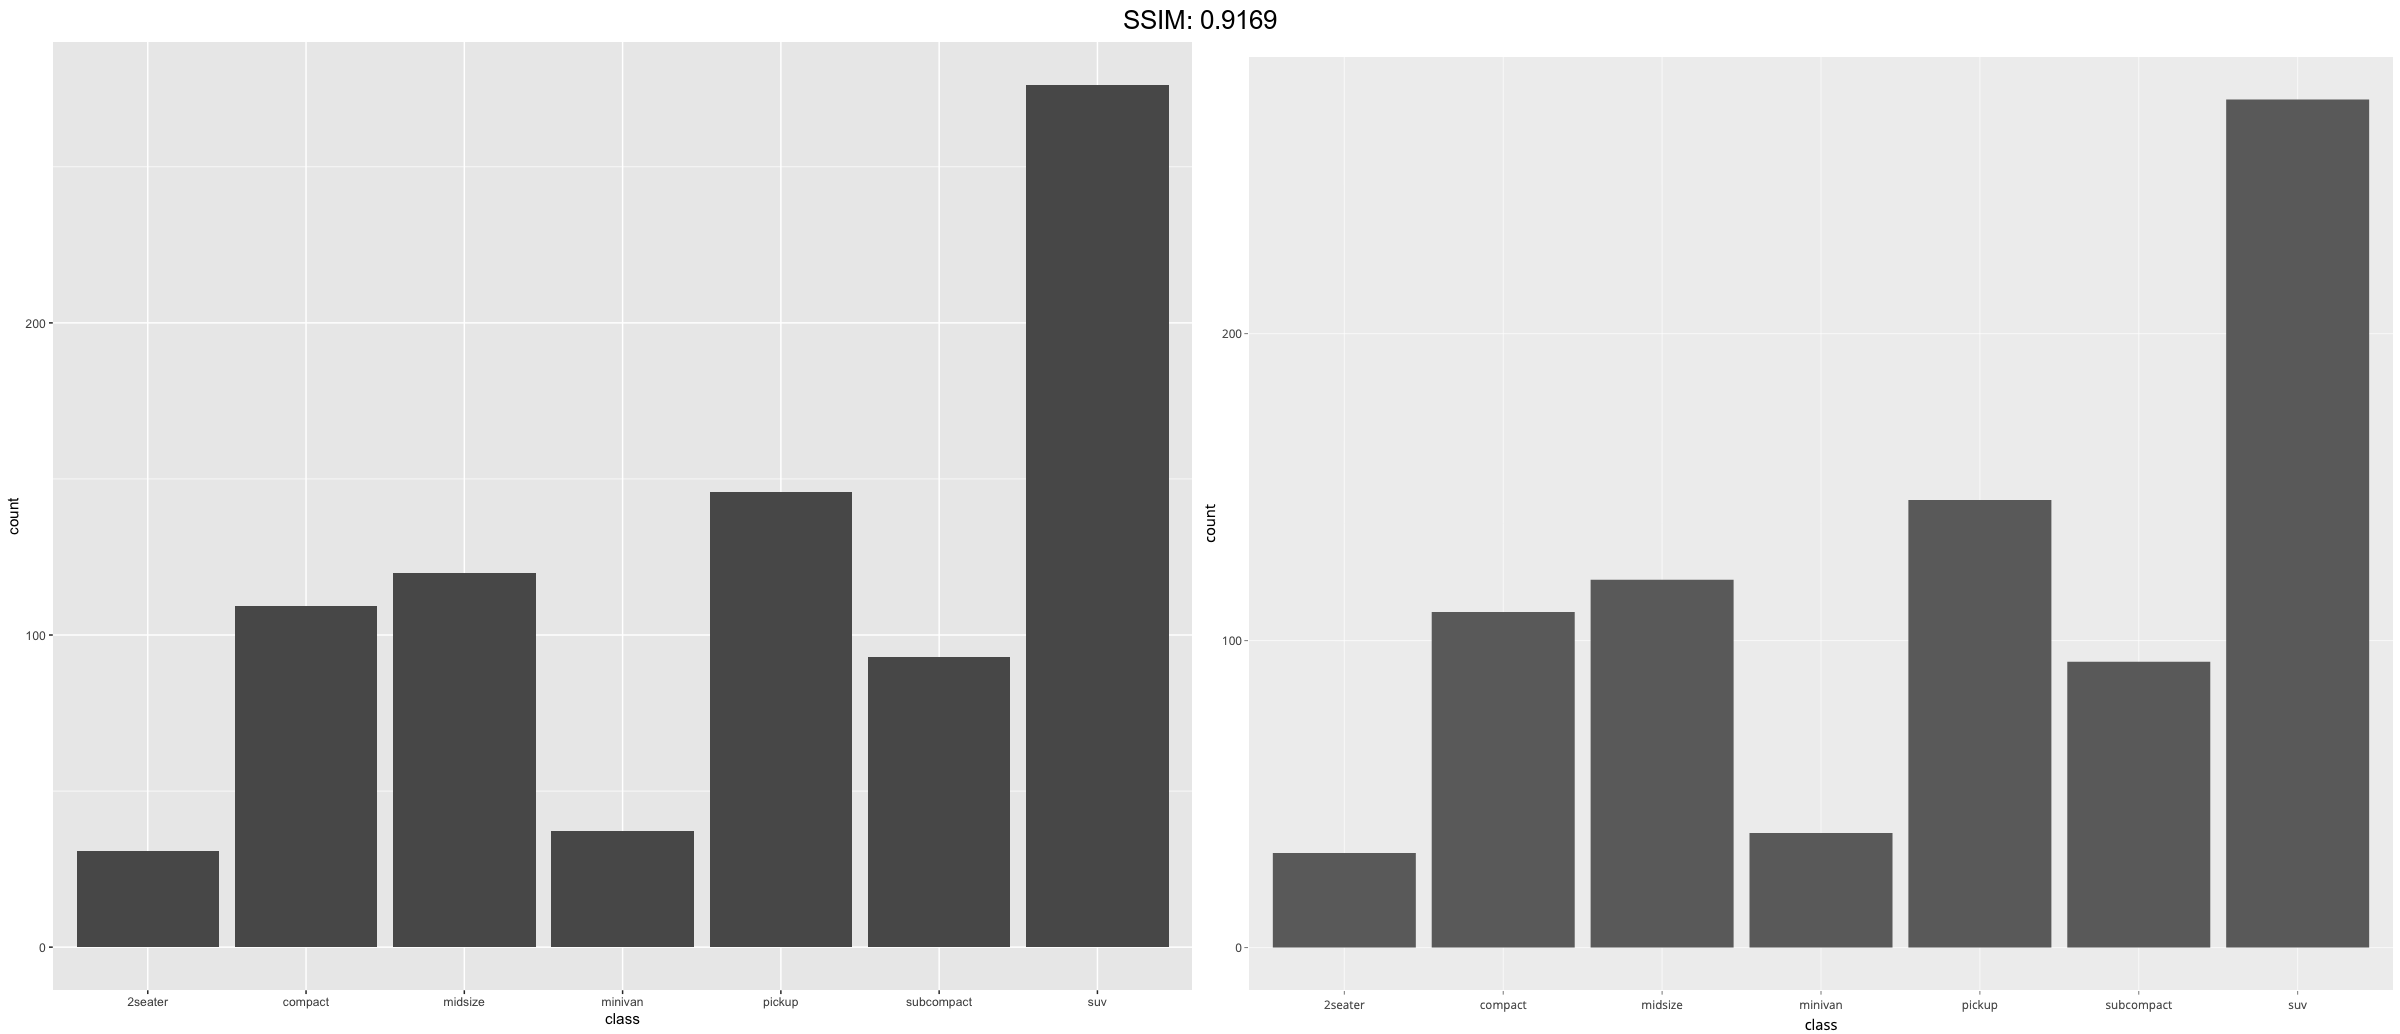 SSIM: 0.9169
count
200
100
0
2seater compact midsize minivan pickup subcompact suv
class
count
200
100
0
2seater compact midsize minivan pickup subcompact suv
class